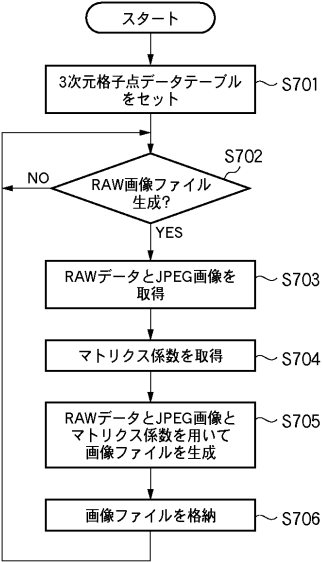 スタート
3次元格子点データテーブル
をセット
S701
S702
RAW画像ファイル
生成?
NO
YES
RAWデータとJPEG画像を
取得
S703
マトリクス係数を取得
S704
RAWデータとJPEG画像と
マトリクス係数を用いて
画像ファイルを生成
S705
画像ファイルを格納
S706